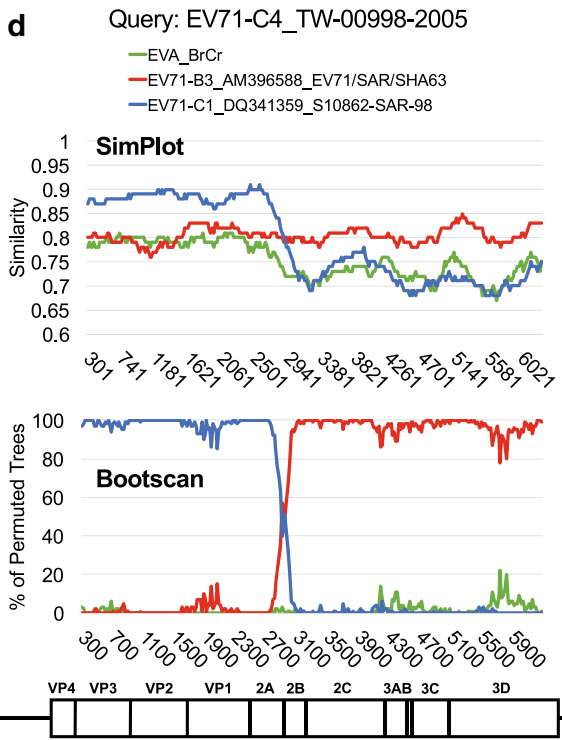 d
Query: EV71-C4_TW-00998-2005
EVA_BrCr
EV71-B3_AM396588_EV71/SAR/SHA63
EV71-C1_DQ341359_S10862-SAR-98
SimPlot
Similarity
1
0.95
0.9
0.85
0.8
0.75
0.7
0.65
0.6
301 741 1181 1621 2061 2501 2941 3381 3821 4261 4701 5141 5581 6021
Bootscan
% of Permuted Trees
100
80
60
40
20
0
300 700 1100 1500 1900 2300 2700 3100 3500 3900 4300 4700 5100 5500 5900
VP4 VP3 VP2 VP1 2A 2B 2C 3AB 3C 3D